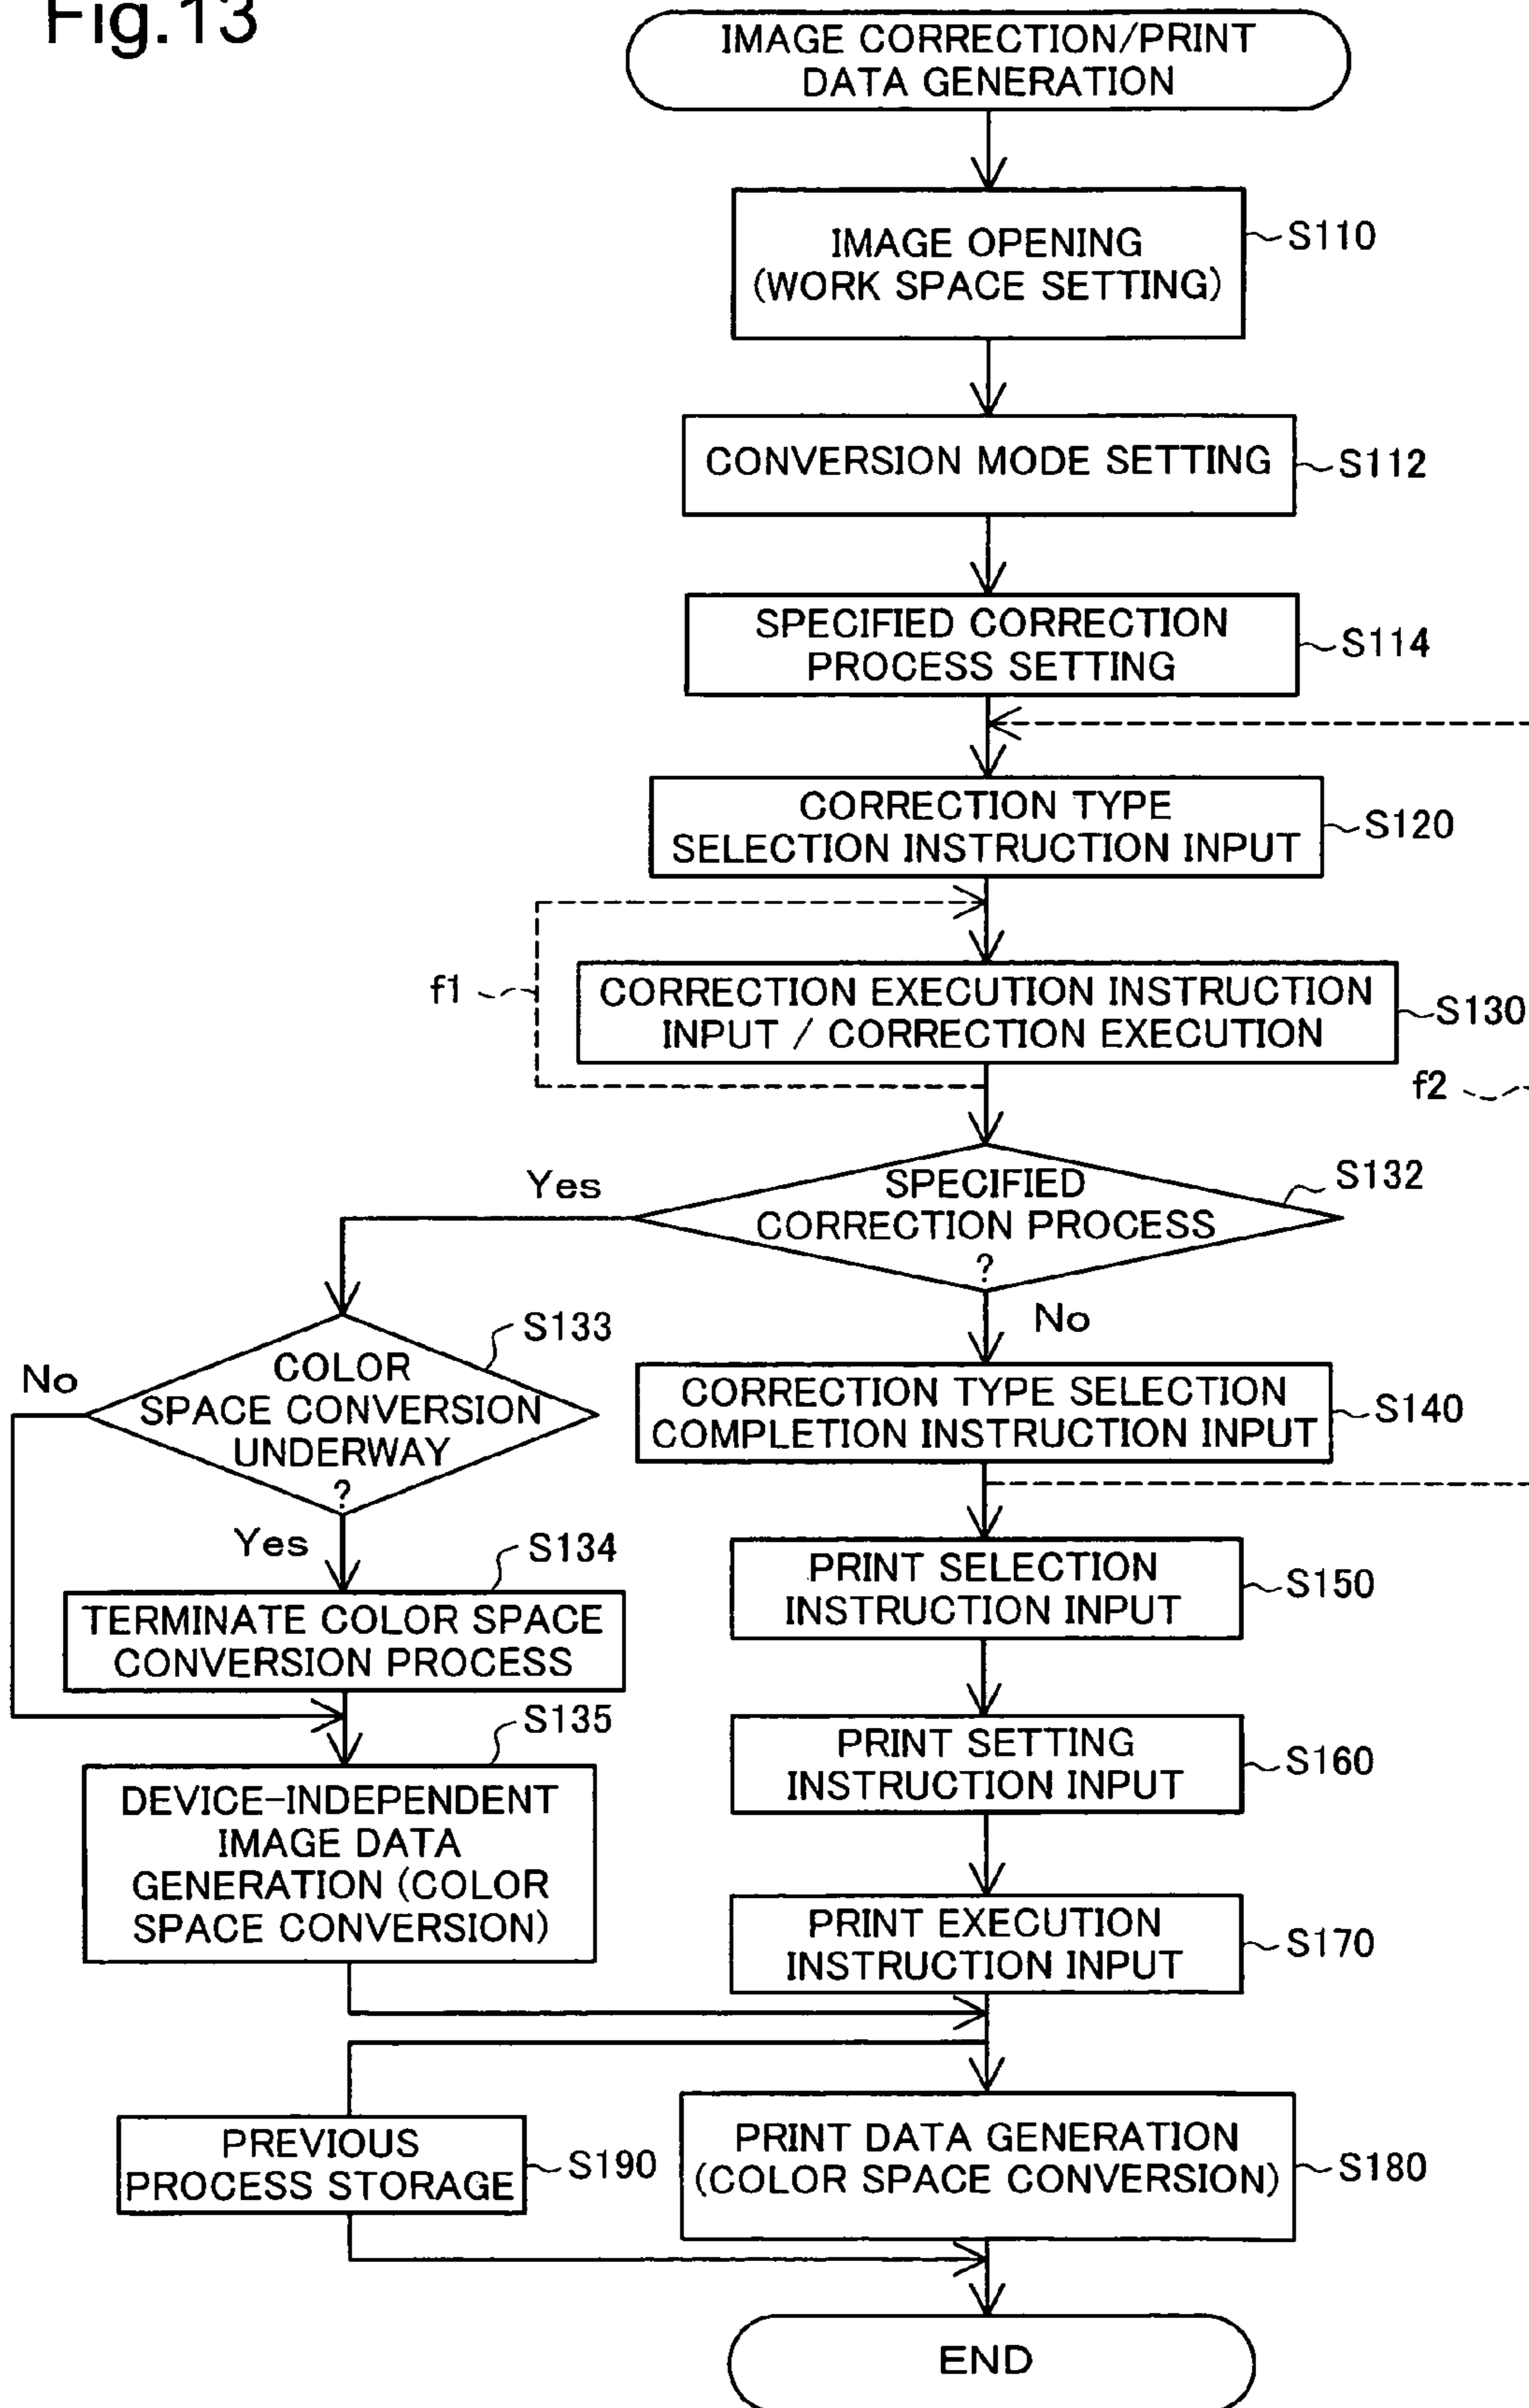 Fig.13
IMAGE CORRECTION/PRINT
DATA GENERATION
IMAGE OPENING
(WORK SPACE SETTING)
S110
CONVERSION MODE SETTING
S112
SPECIFIED CORRECTION
PROCESS SETTING
S114
CORRECTION TYPE
SELECTION INSTRUCTION INPUT
S120
f1
CORRECTION EXECUTION INSTRUCTION
INPUT / CORRECTION EXECUTION
S130
f2
Yes
SPECIFIED
CORRECTION PROCESS
?
S132
No
S133
No
COLOR
SPACE CONVERSION
UNDERWAY
?
Yes
CORRECTION TYPE SELECTION
COMPLETION INSTRUCTION INPUT
S140
S134
TERMINATE COLOR SPACE
CONVERSION PROCESS
PRINT SELECTION
INSTRUCTION INPUT
S150
S135
DEVICE-INDEPENDENT
IMAGE DATA
GENERATION (COLOR
SPACE CONVERSION)
PRINT SETTING
INSTRUCTION INPUT
S160
PRINT EXECUTION
INSTRUCTION INPUT
S170
PREVIOUS
PROCESS STORAGE
S190
PRINT DATA GENERATION
(COLOR SPACE CONVERSION)
S180
END